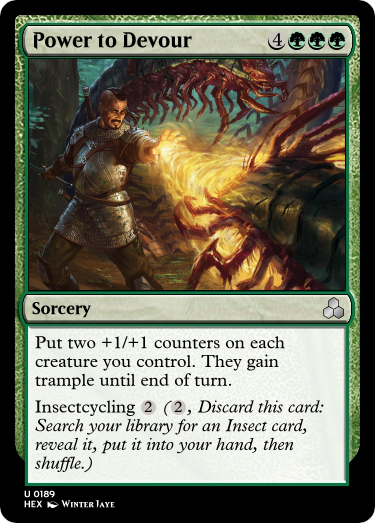 Power to Devour 4
Sorcery
Put two +1/+1 counters on each
creature you control. They gain
trample until end of turn.
Insectcycling 2 (2, Discard this card:
Search your library for an Insect card,
reveal it, put it into your hand, then
shuffle.)
U 0189
HEX Winter Jaye